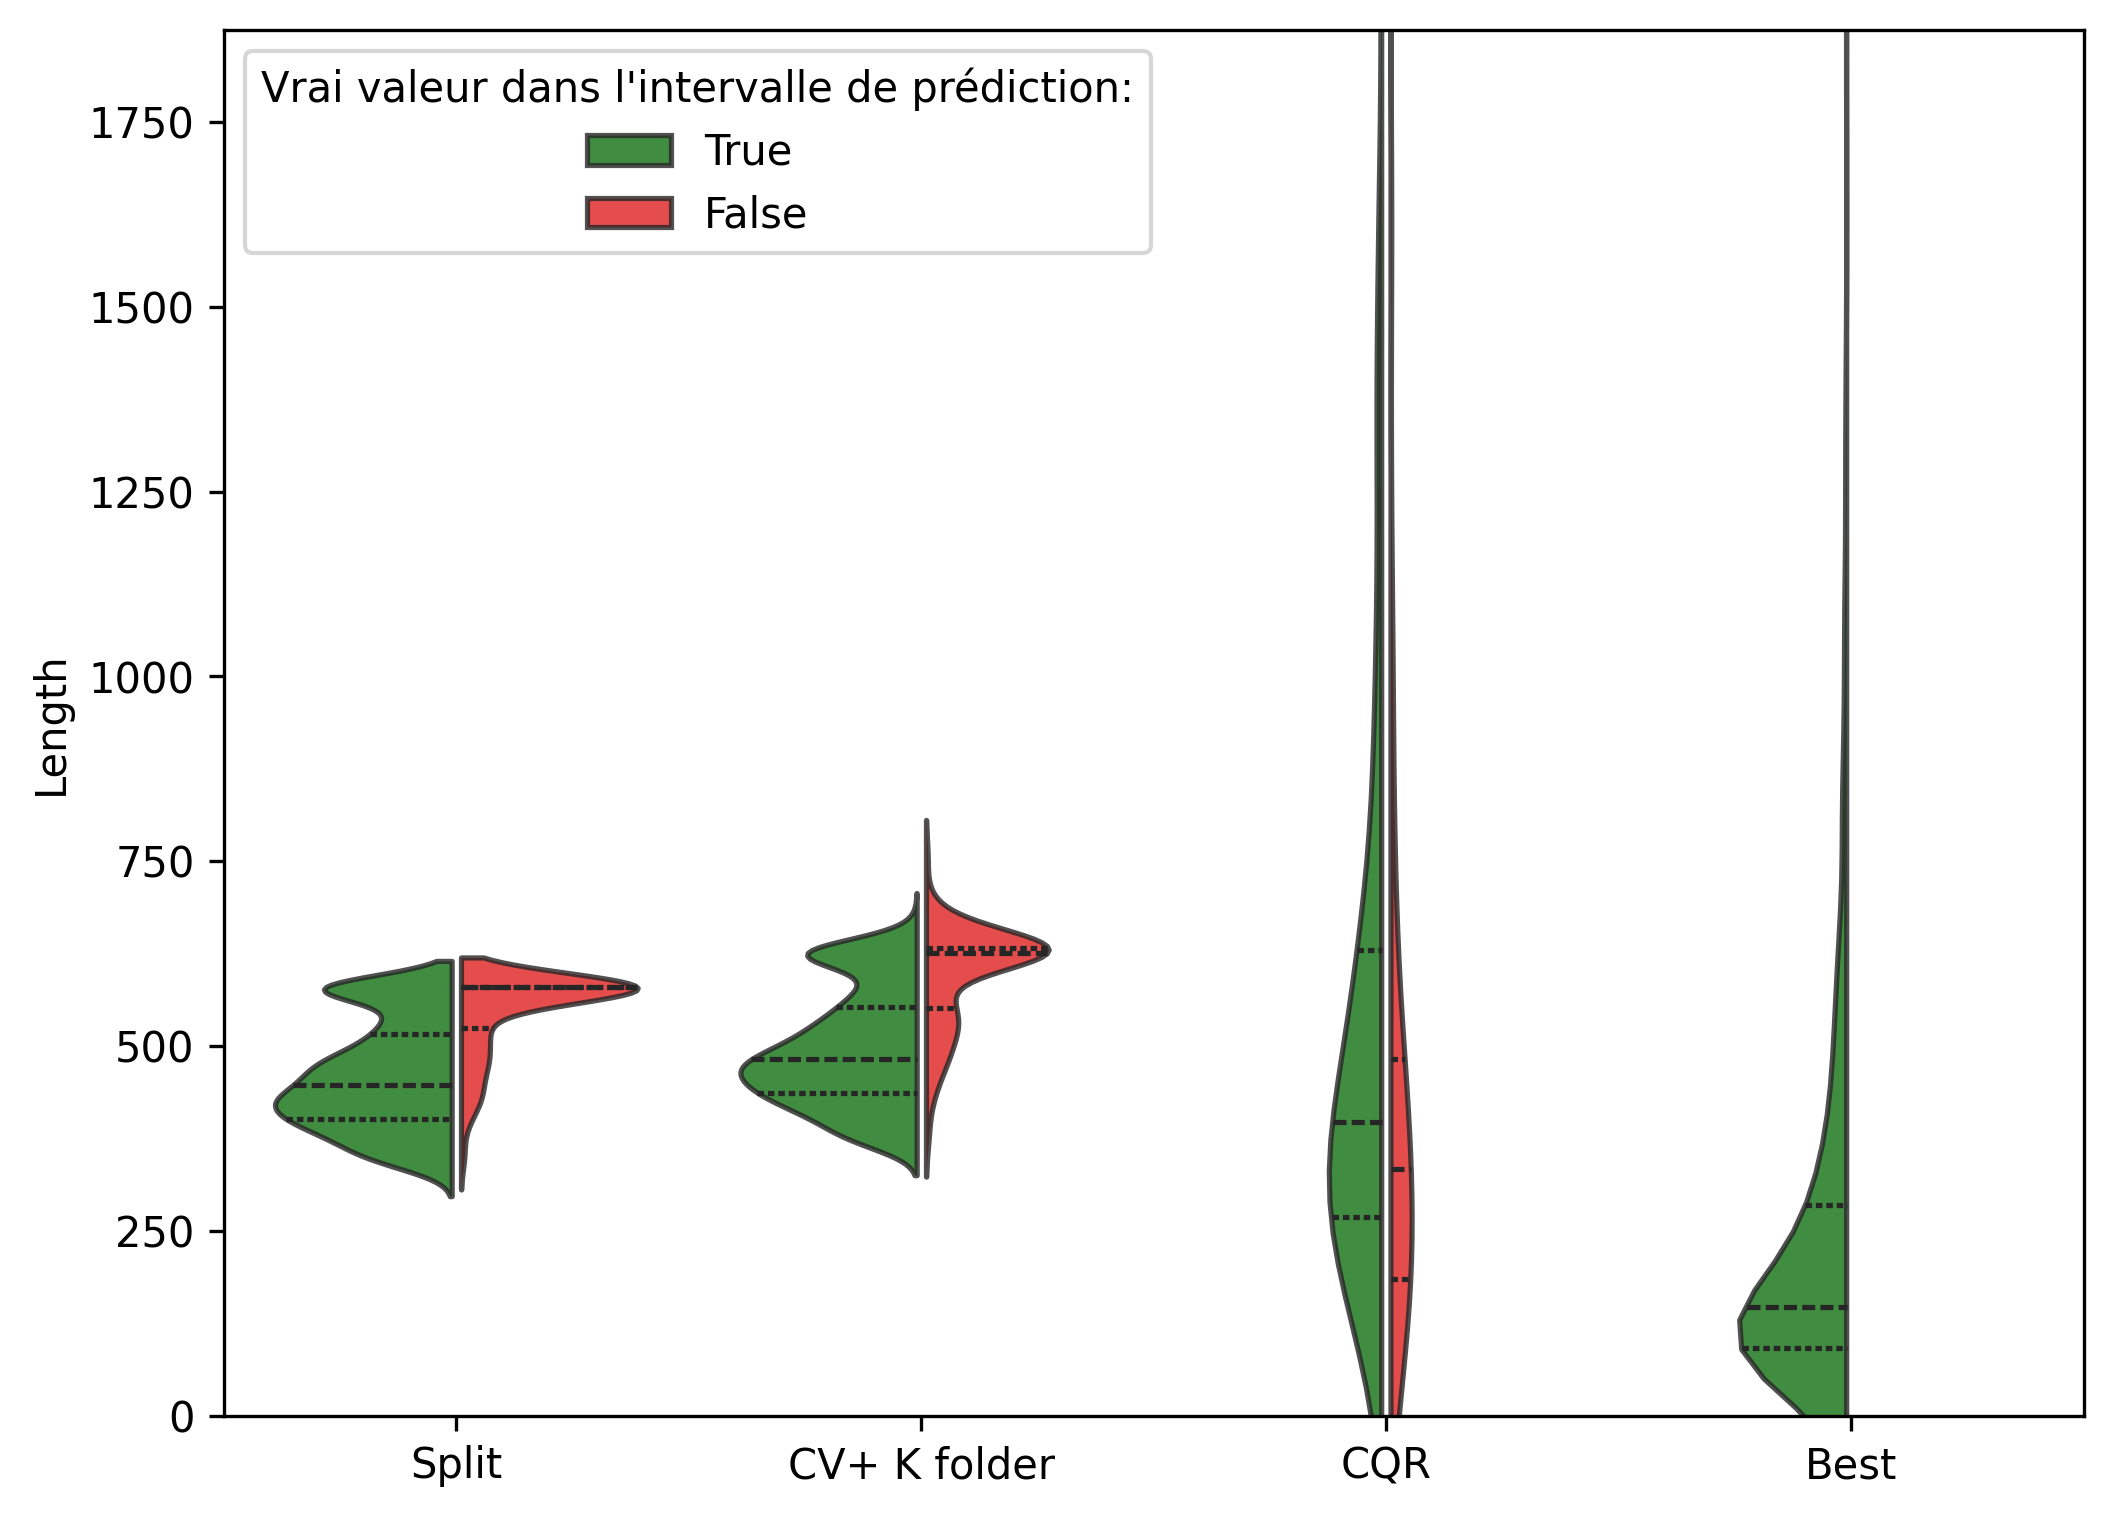 Vrai valeur dans l'intervalle de prédiction:
True
False
Length
1750
1500
1250
1000
750
500
250
0
Split
CV+ K folder
CQR
Best